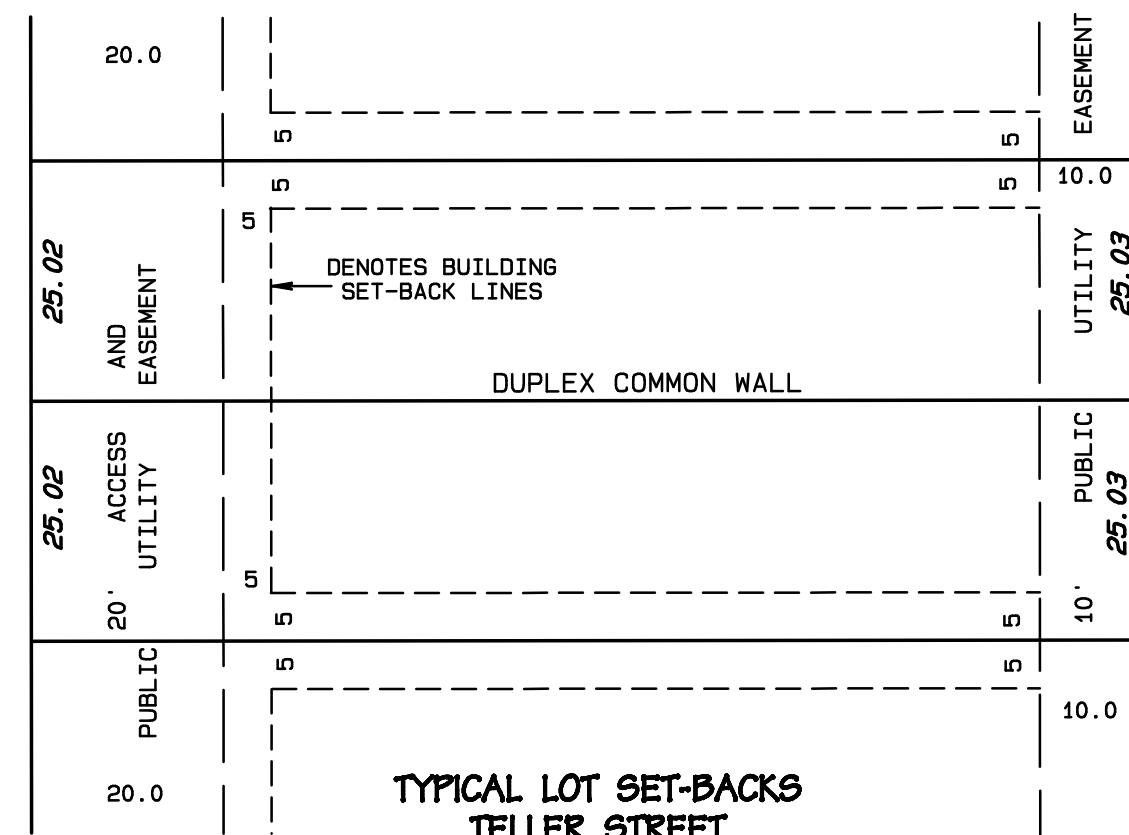 20.0
EASEMENT
5
5
5
5
10.0
5
25.02
AND
EASEMENT
DENOTES BUILDING
SET-BACK LINES
UTILITY
25.03
DUPLEX COMMON WALL
25.02
20' ACCESS
UTILITY
PUBLIC
25.03
5
5
5
10'
PUBLIC
5
5
10.0
20.0
TYPICAL LOT SET-BACKS
TELLER STREET